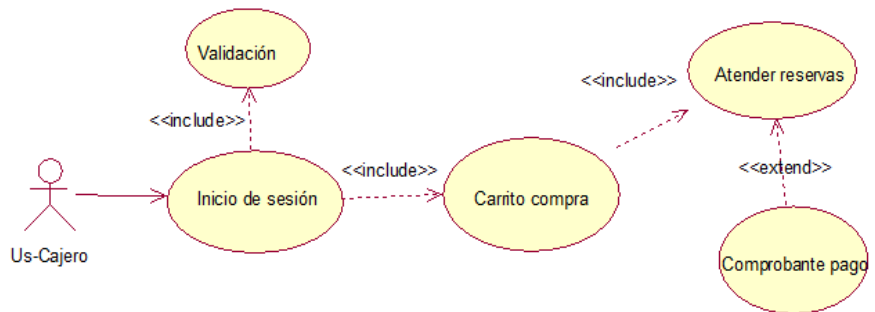 Validación
Atender reservas
<<include>>
<<include>>
<<include>>
<<extend>>
Inicio de sesión
Carrito compra
Us-Cajero
Comprobante pago